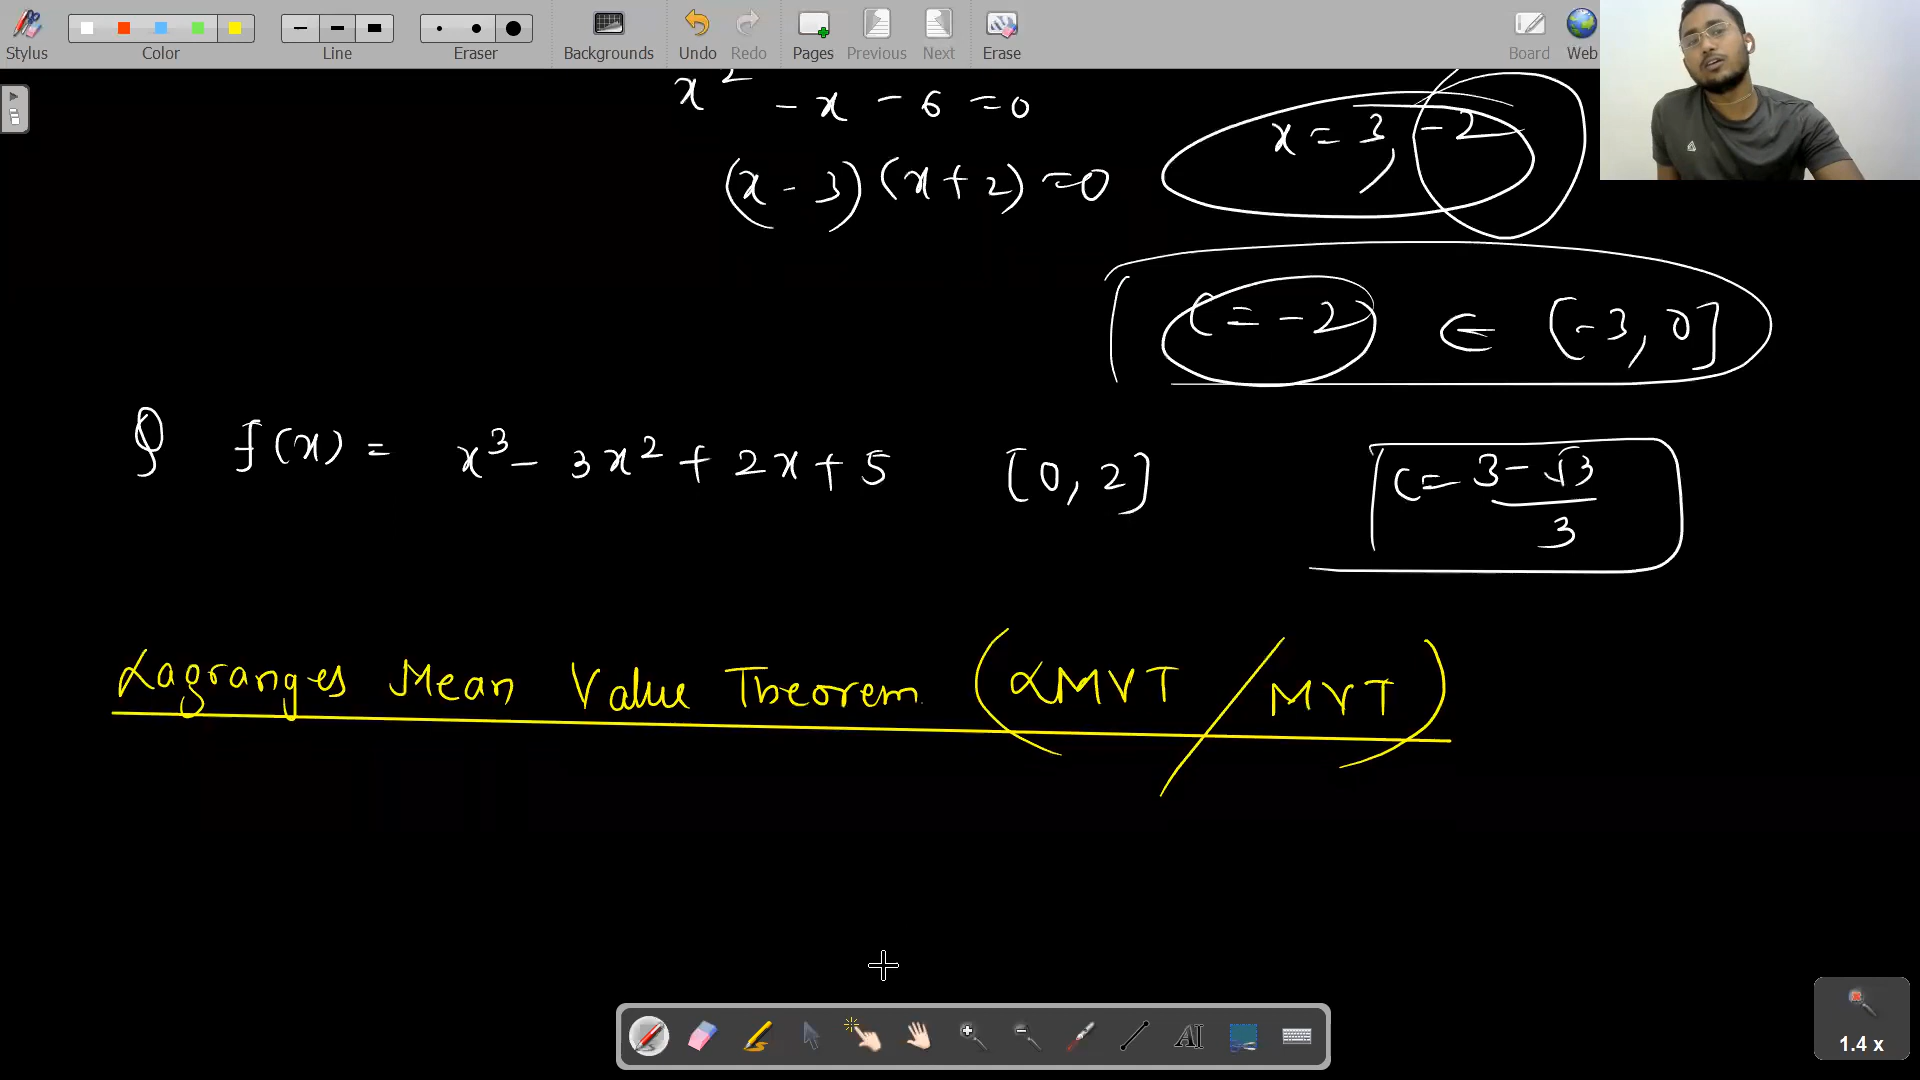 Stylus Color Line Eraser Backgrounds Undo Redo Pages Previous Next Erase Board Web
x² - x - 6 = 0
x = 3, -2
(x - 3) (x + 2) = 0
c = -2 ∈ [-3, 0]
Q f(x) = x³ - 3x² + 2x + 5 [0, 2] c = (3 - √3)/3
Lagranges Mean Value Theorem (LMVT / MVT)
AI
1.4 x